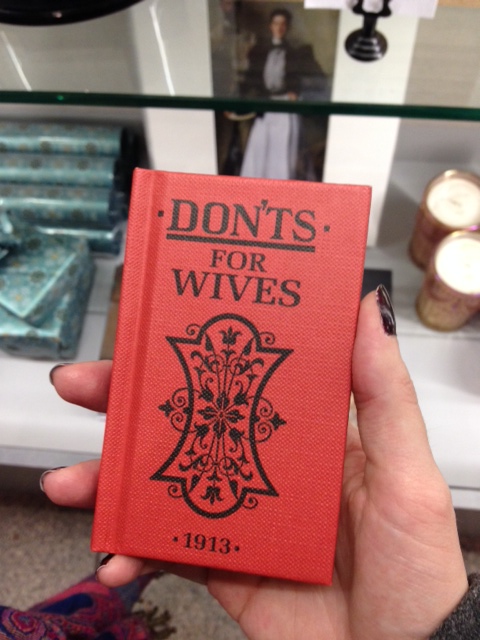 ·DON'TS·
FOR
WIVES
·1913·